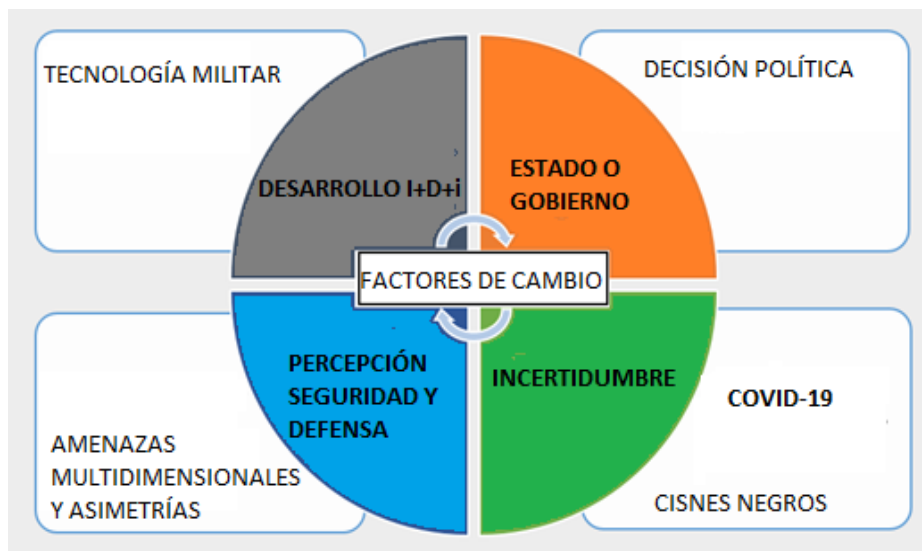 TECNOLOGÍA MILITAR
DECISIÓN POLÍTICA
DESARROLLO I+D+i
ESTADO O
GOBIERNO
FACTORES DE CAMBIO
PERCEPCIÓN
SEGURIDAD Y
DEFENSA
INCERTIDUMBRE
COVID-19
AMENAZAS
MULTIDIMENSIONALES
Y ASIMETRÍAS
CISNES NEGROS